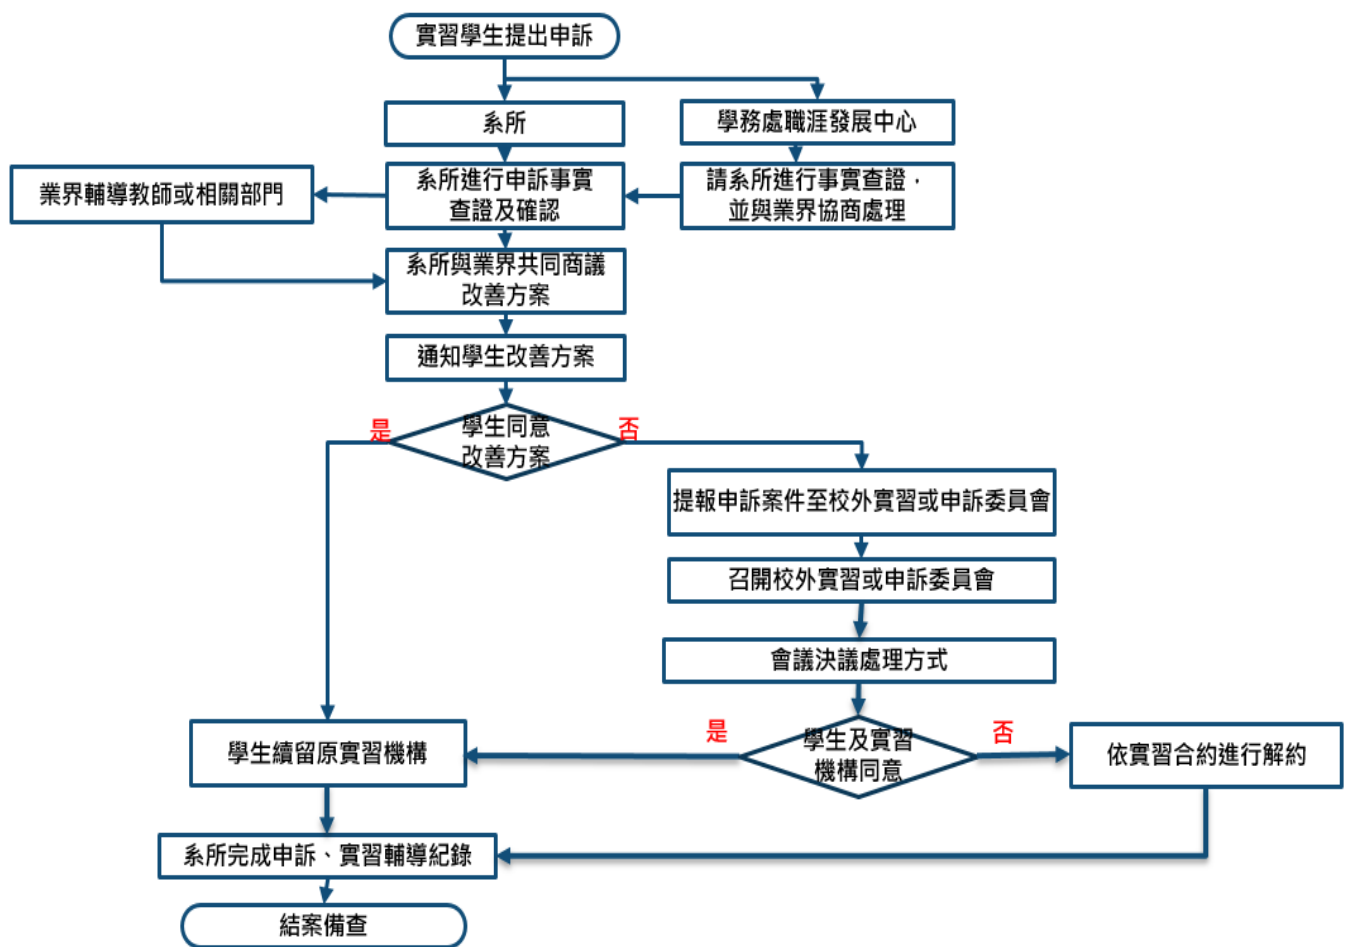 實習學生提出申訴
系所
學務處職涯發展中心
業界輔導教師或相關部門
系所進行申訴事實
查證及確認
請系所進行事實查證，
並與業界協商處理
系所與業界共同商議
改善方案
通知學生改善方案
是
學生同意
改善方案
否
提報申訴案件至校外實習或申訴委員會
召開校外實習或申訴委員會
會議決議處理方式
學生續留原實習機構
是
學生及實習
機構同意
否
依實習合約進行解約
系所完成申訴、實習輔導紀錄
結案備查